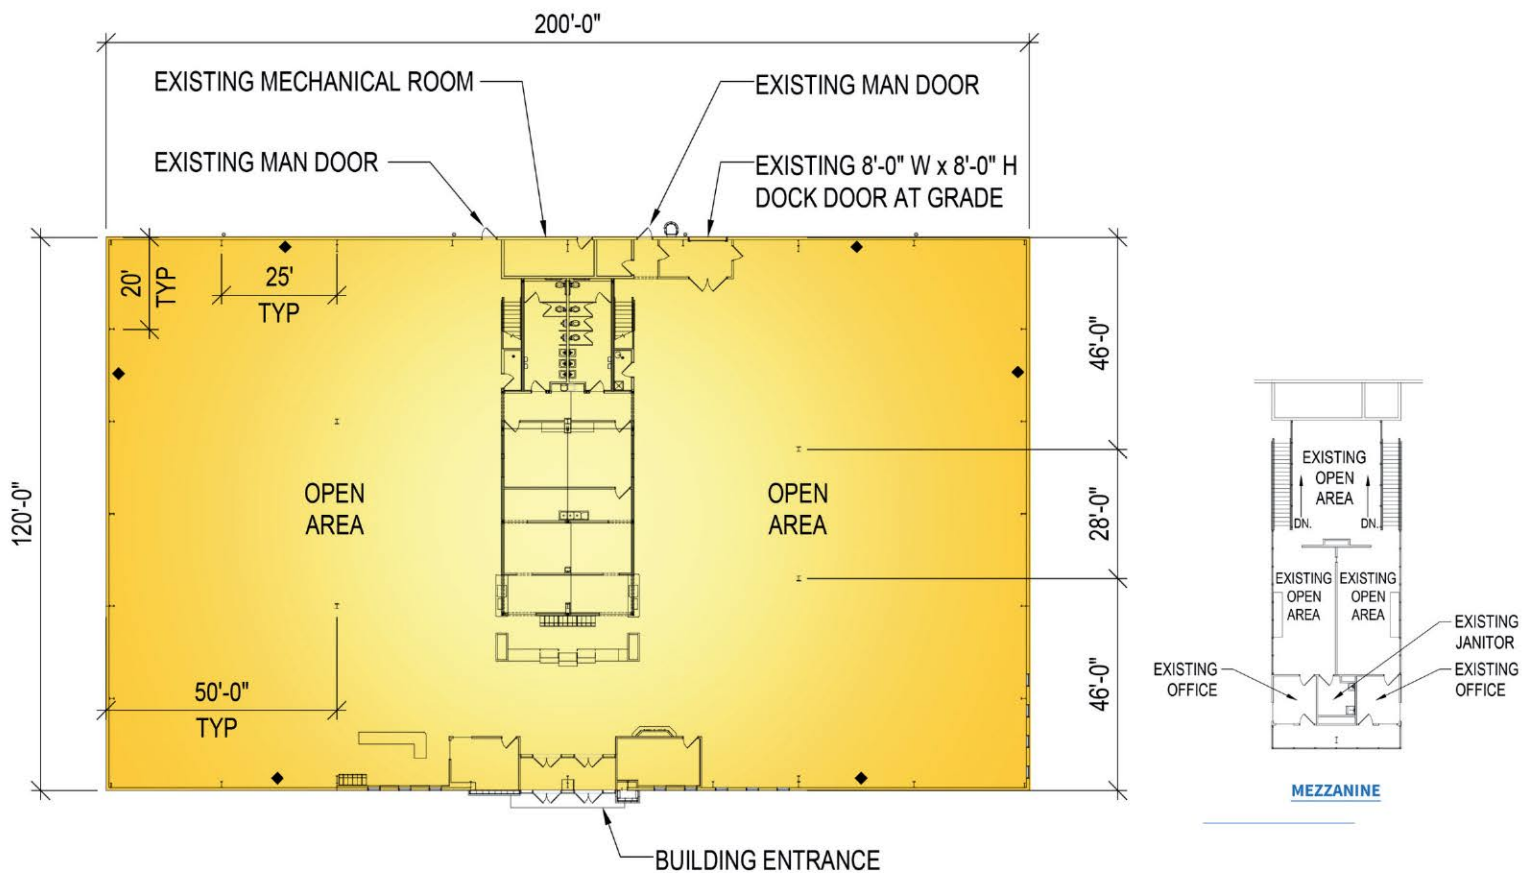 200'-0"
EXISTING MECHANICAL ROOM
EXISTING MAN DOOR
EXISTING MAN DOOR
EXISTING 8'-0" W x 8'-0" H
DOCK DOOR AT GRADE
20'
TYP
25'
TYP
46'-0"
120'-0"
OPEN
AREA
OPEN
AREA
28'-0"
50'-0"
TYP
46'-0"
BUILDING ENTRANCE
EXISTING
OPEN
AREA
DN.
DN.
EXISTING
OPEN
AREA
EXISTING
OPEN
AREA
EXISTING
JANITOR
EXISTING
OFFICE
EXISTING
OFFICE
MEZZANINE